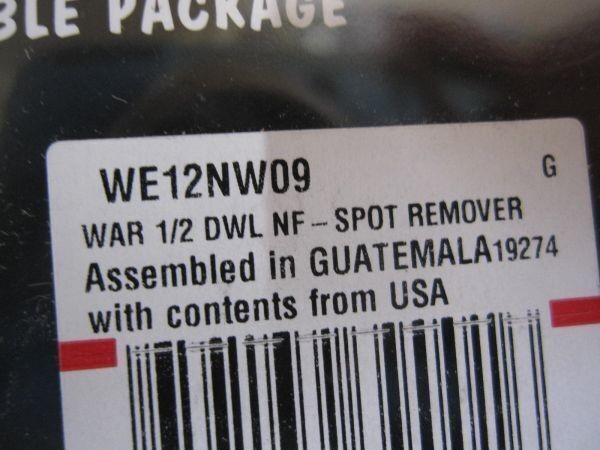 BLE PACKAGE
WE12NW09 G
WAR 1/2 DWL NF - SPOT REMOVER
Assembled in GUATEMALA19274
with contents from USA